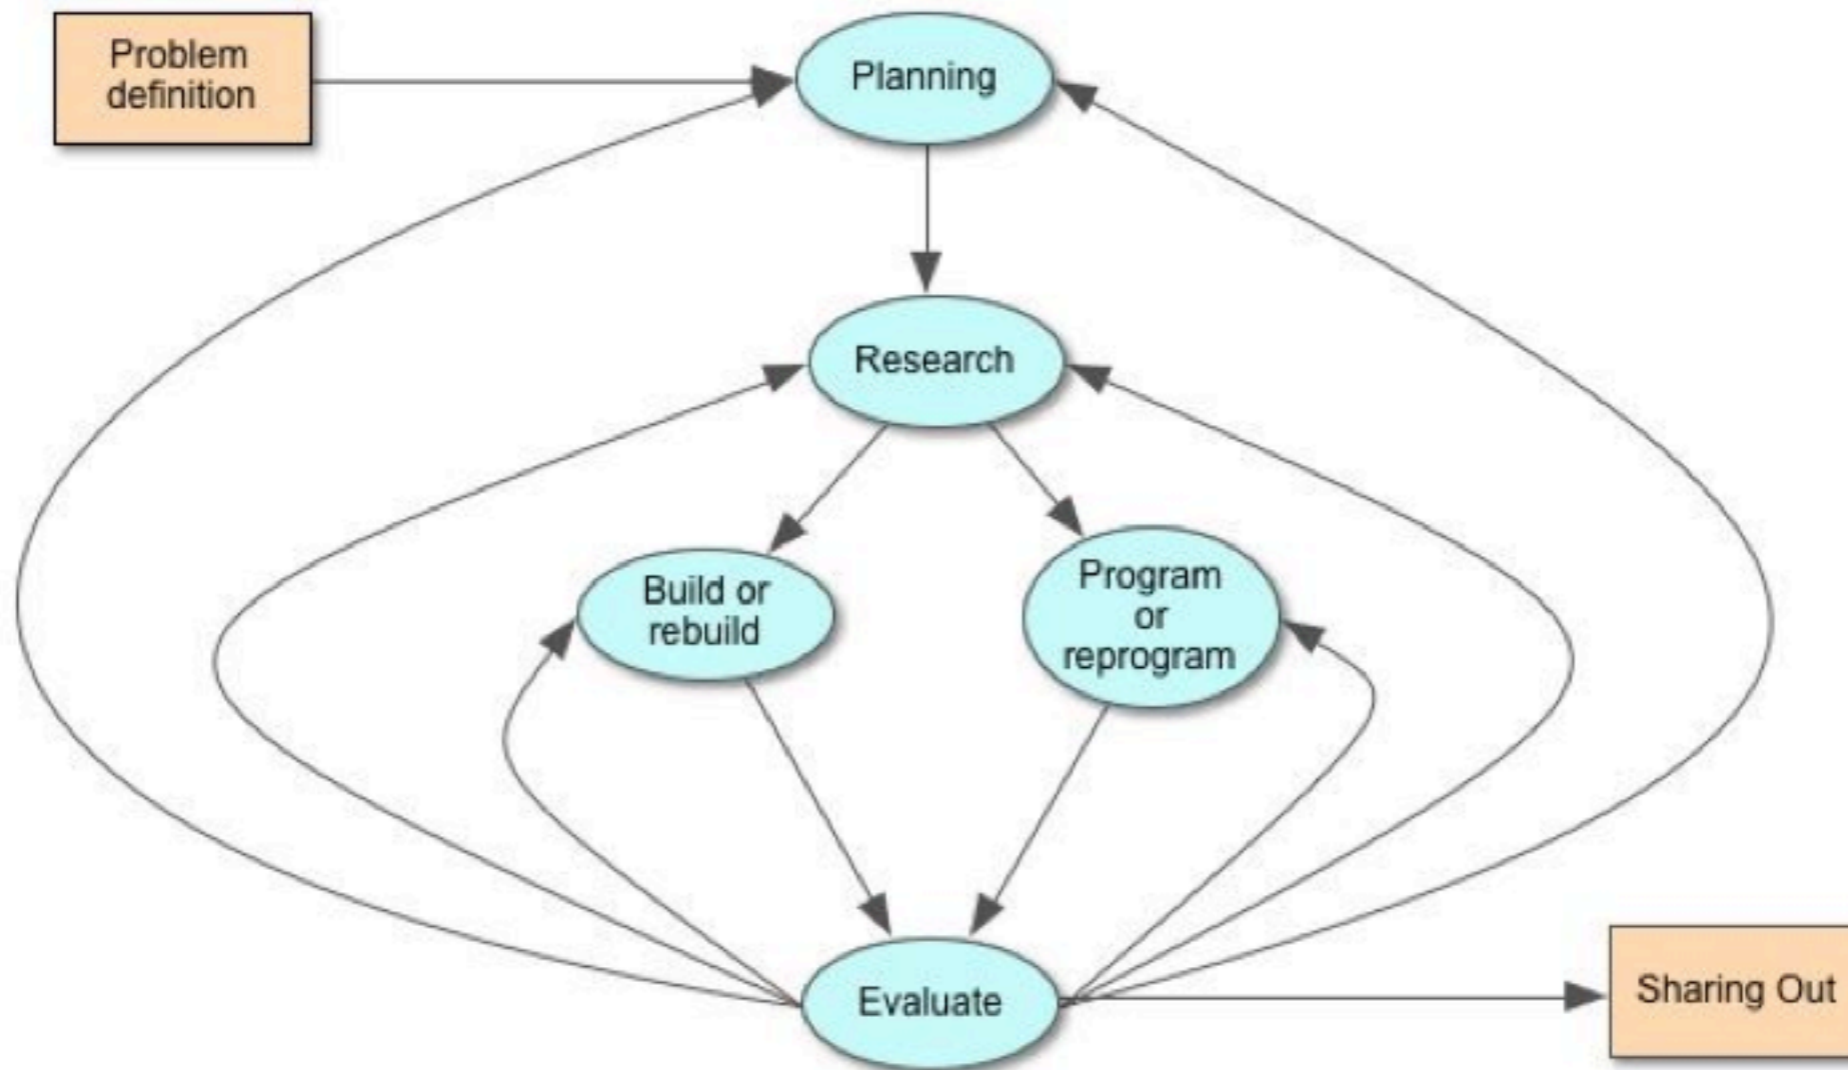 Problem
definition
Planning
Research
Build or
rebuild
Program
or
reprogram
Evaluate
Sharing Out